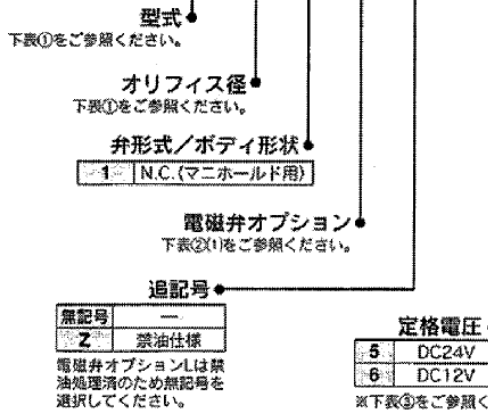 型式
下表①をご参照ください。
オリフィス径
下表①をご参照ください。
弁形式／ボディ形状
1 N.C.(マニホールド用)
電磁弁オプション
下表②(1)をご参照ください。
追記号
無記号 —
Z 禁油仕様
電磁弁オプションLは禁
油処理済のため無記号を
選択してください。
定格電圧
5 DC24V
6 DC12V
※下表③をご参照く